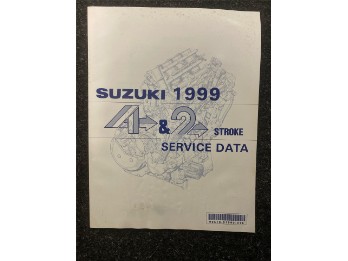 SUZUKI 1999
4 & 2 STROKE
SERVICE DATA